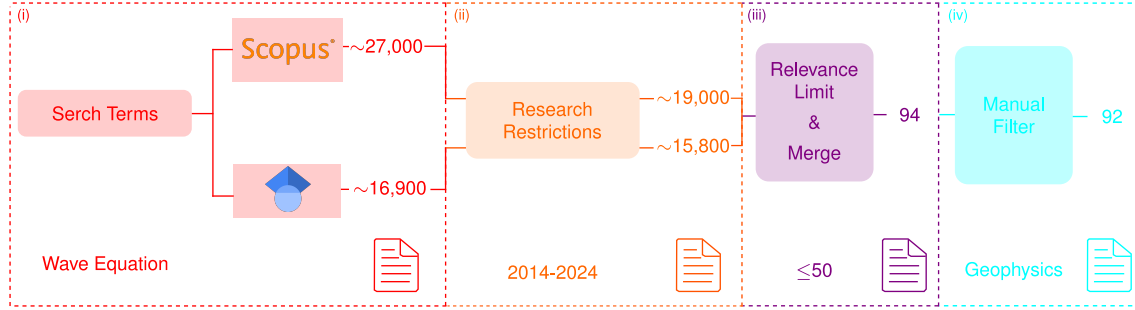 (i)
Serch Terms
Scopus
~27,000
~16,900
Wave Equation
(ii)
Research
Restrictions
~19,000
~15,800
2014-2024
(iii)
Relevance
Limit
&
Merge
94
≤50
(iv)
Manual
Filter
92
Geophysics